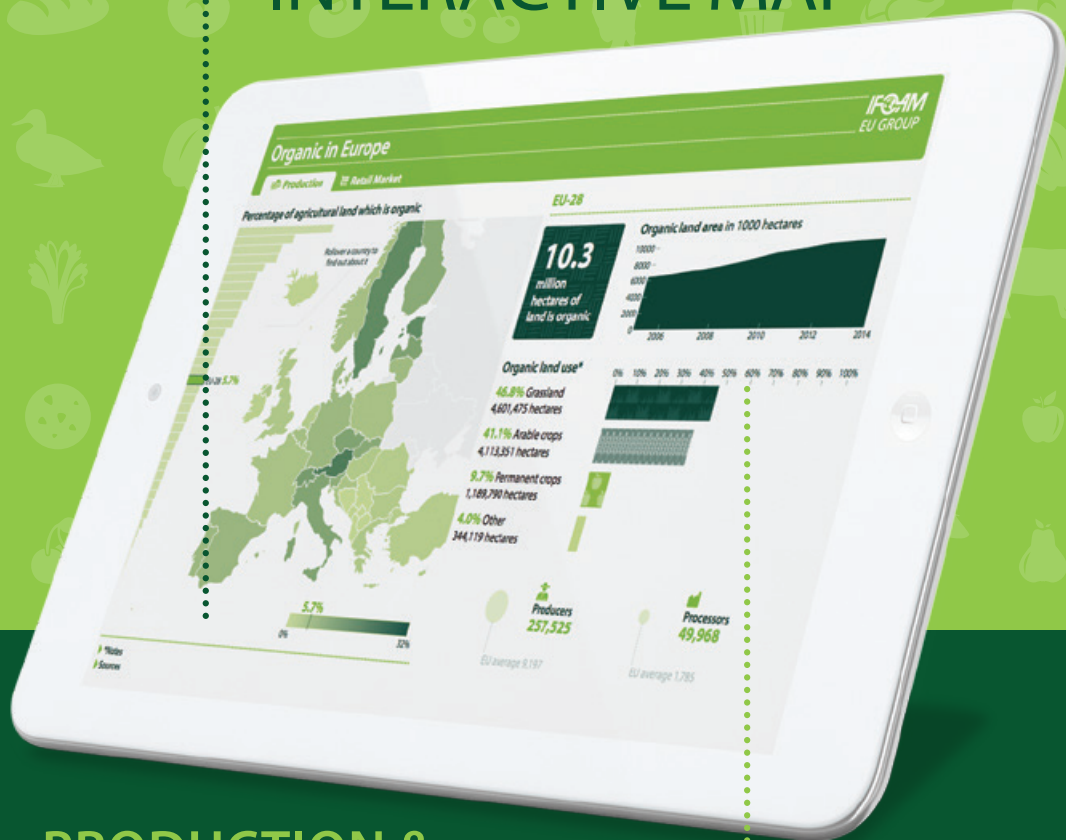 INTERACTIVE MAP
IFOAM
EU GROUP
Organic in Europe
Production
Retail Market
Percentage of agricultural land which is organic
Rollover a country to
find out about it
EU-28 5.7%
5.7%
0%
32%
*Notes
Sources
EU-28
10.3
million
hectares of
land is organic
Organic land area in 1000 hectares
10000
8000
6000
4000
2000
0
2006 2008 2010 2012 2014
Organic land use*
0% 10% 20% 30% 40% 50% 60% 70% 80% 90% 100%
46.8% Grassland
4,601,475 hectares
41.1% Arable crops
4,113,351 hectares
9.7% Permanent crops
1,189,790 hectares
4.0% Other
344,119 hectares
Producers
257,525
EU average 9,197
Processors
49,968
EU average 1,785
PRODUCTION &